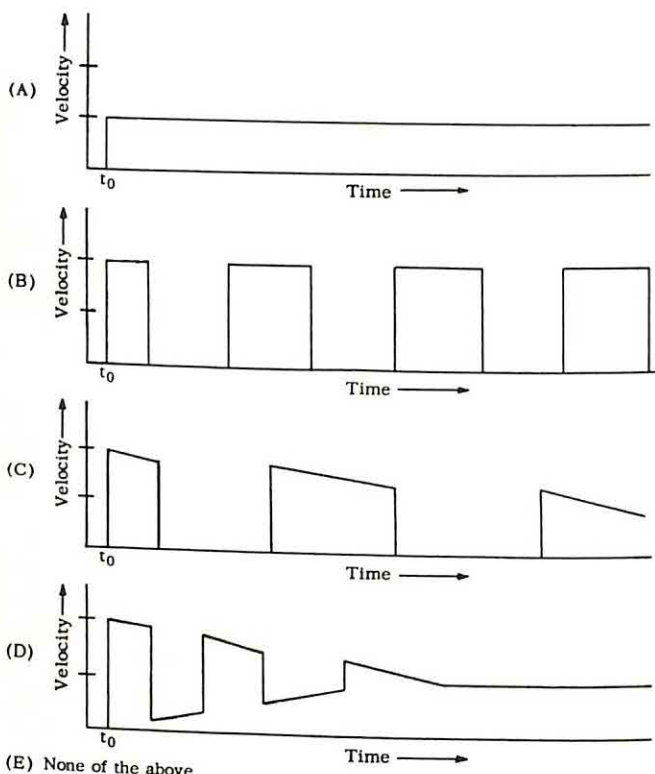 (A)
Velocity
t0
Time
(B)
Velocity
t0
Time
(C)
Velocity
t0
Time
(D)
Velocity
t0
Time
(E) None of the above